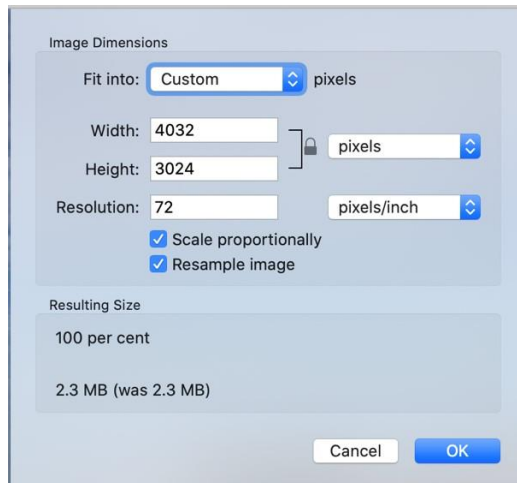 Image Dimensions
Fit into: Custom pixels
Width: 4032
pixels
Height: 3024
Resolution: 72 pixels/inch
Scale proportionally
Resample image
Resulting Size
100 per cent
2.3 MB (was 2.3 MB)
Cancel OK